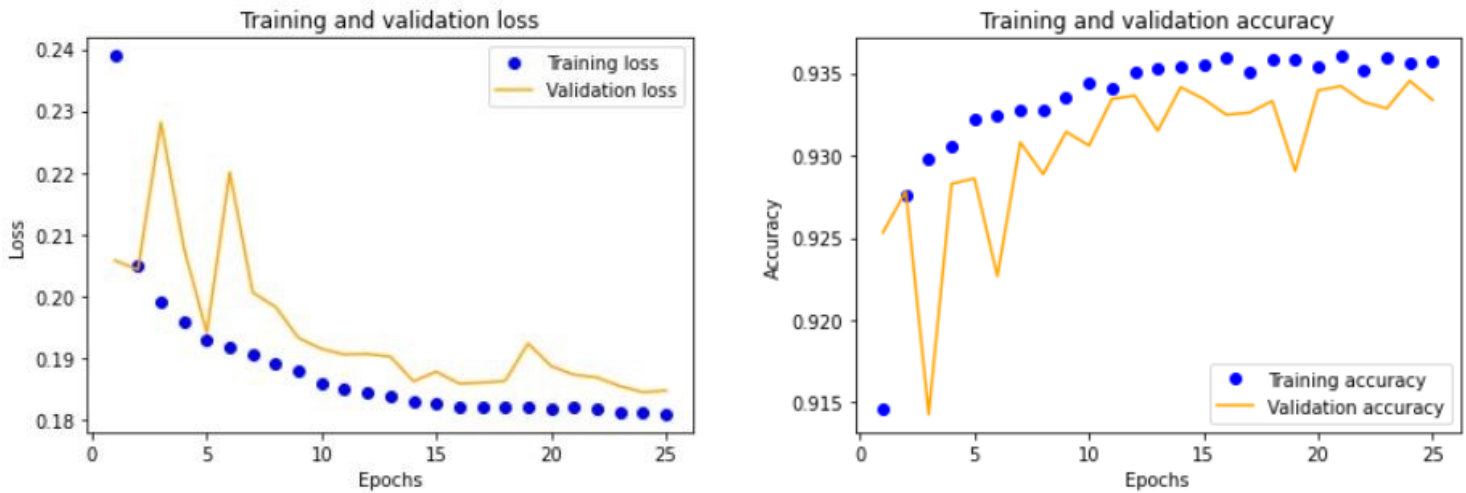 Training and validation loss
0.24
0.23
0.22
0.21
0.20
0.19
0.18
Loss
Training loss
Validation loss
0 5 10 15 20 25
Epochs
Training and validation accuracy
0.935
0.930
0.925
0.920
0.915
Accuracy
Training accuracy
Validation accuracy
0 5 10 15 20 25
Epochs